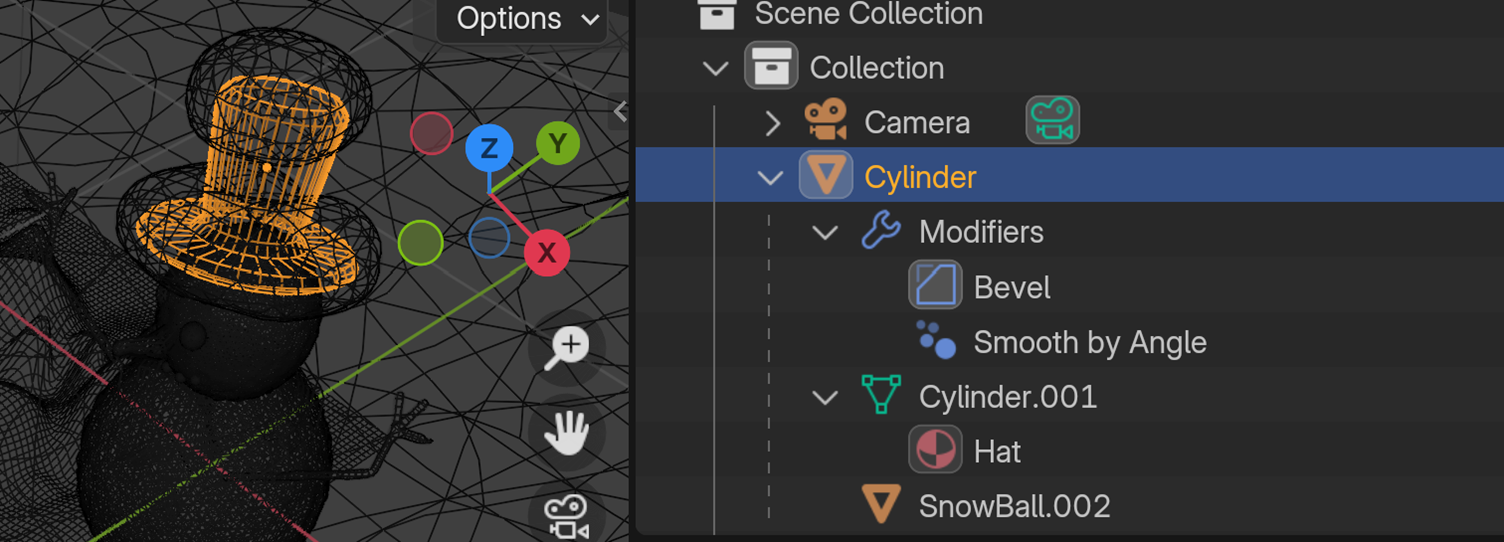 Options
Z
Y
X
Scene Collection
Collection
Camera
Cylinder
Modifiers
Bevel
Smooth by Angle
Cylinder.001
Hat
SnowBall.002